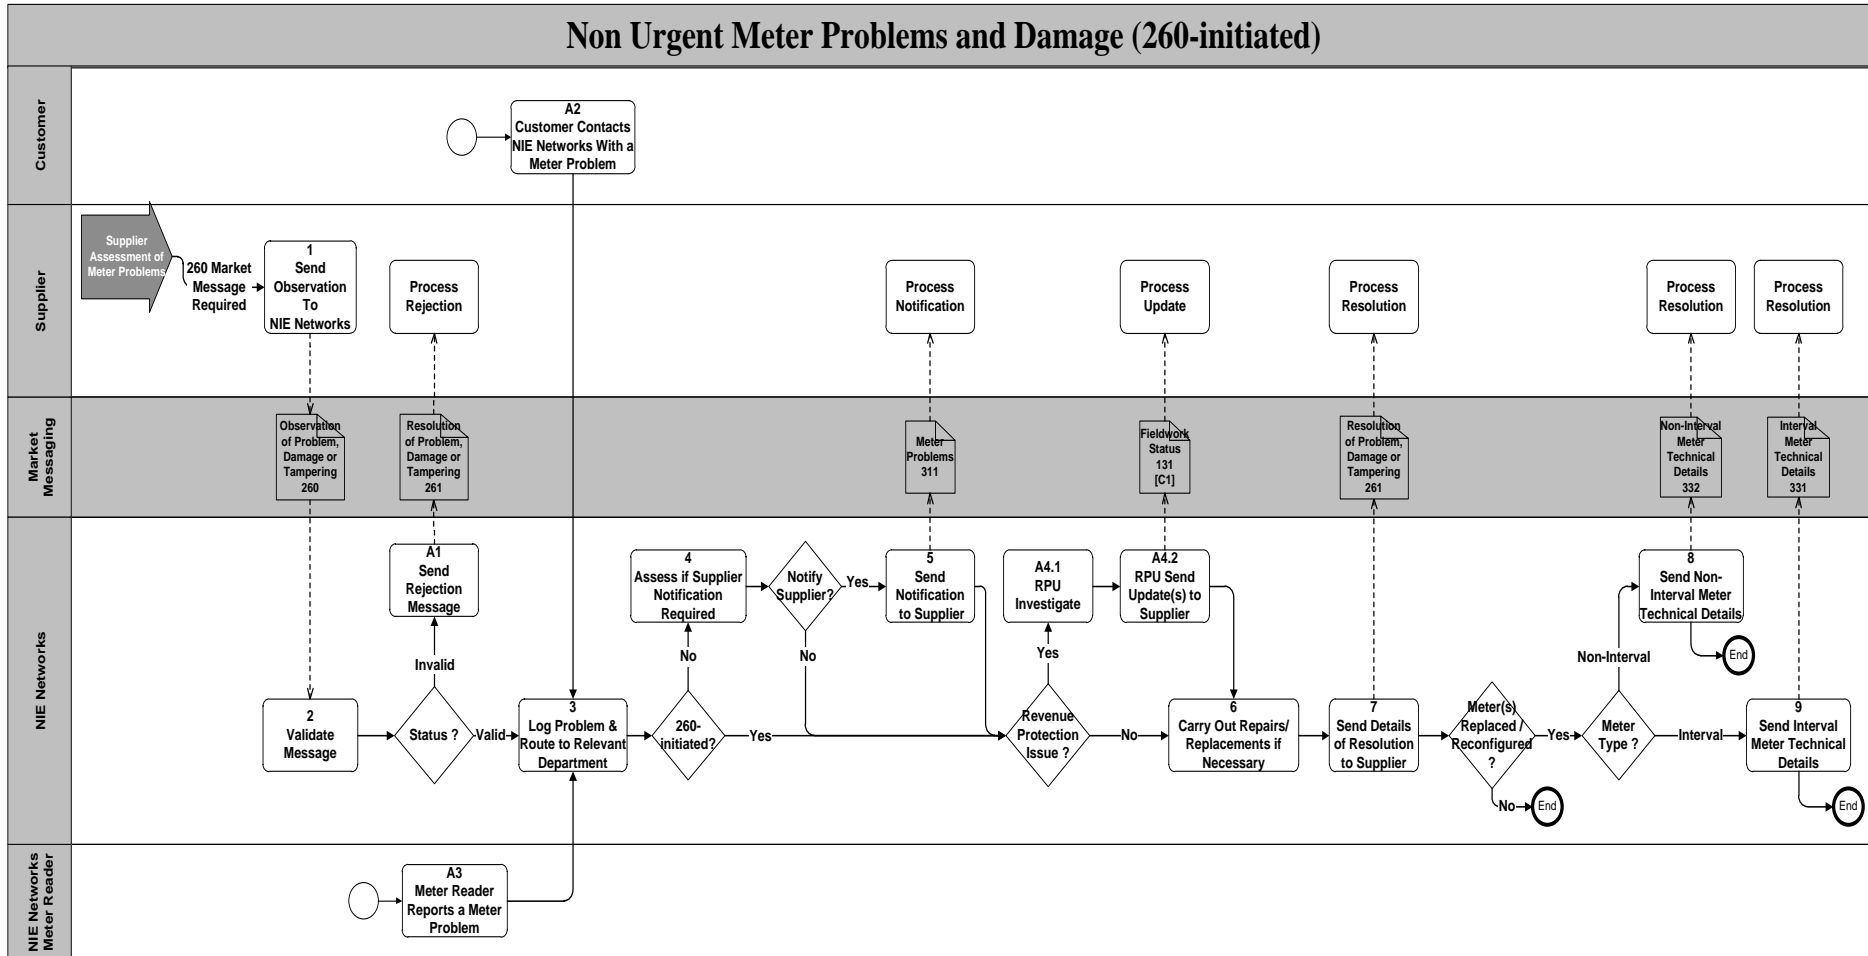 Non Urgent Meter Problems and Damage (260-initiated)
Customer
A2
Customer Contacts
NIE Networks With a
Meter Problem
Supplier
Supplier
Assessment of
Meter Problems
260 Market
Message
Required
1
Send
Observation
To
NIE Networks
Process
Rejection
Process
Notification
Process
Update
Process
Resolution
Process
Resolution
Process
Resolution
Market
Messaging
Observation
of Problem,
Damage or
Tampering
260
Resolution
of Problem,
Damage or
Tampering
261
Meter
Problems
311
Fieldwork
Status
131
[C1]
Resolution
of Problem,
Damage or
Tampering
261
Non-Interval
Meter
Technical
Details
332
Interval
Meter
Technical
Details
331
NIE Networks
A1
Send
Rejection
Message
Invalid
2
Validate
Message
Status ?
Valid
3
Log Problem &
Route to Relevant
Department
260-
initiated?
No
Yes
4
Assess if Supplier
Notification
Required
Notify
Supplier?
Yes
No
5
Send
Notification
to Supplier
Revenue
Protection
Issue ?
Yes
No
A4.1
RPU
Investigate
A4.2
RPU Send
Update(s) to
Supplier
6
Carry Out Repairs/
Replacements if
Necessary
7
Send Details
of Resolution
to Supplier
Meter(s)
Replaced /
Reconfigured
?
No
End
Yes
Meter
Type ?
Non-Interval
Interval
8
Send Non-
Interval Meter
Technical Details
End
9
Send Interval
Meter Technical
Details
End
NIE Networks
Meter Reader
A3
Meter Reader
Reports a Meter
Problem